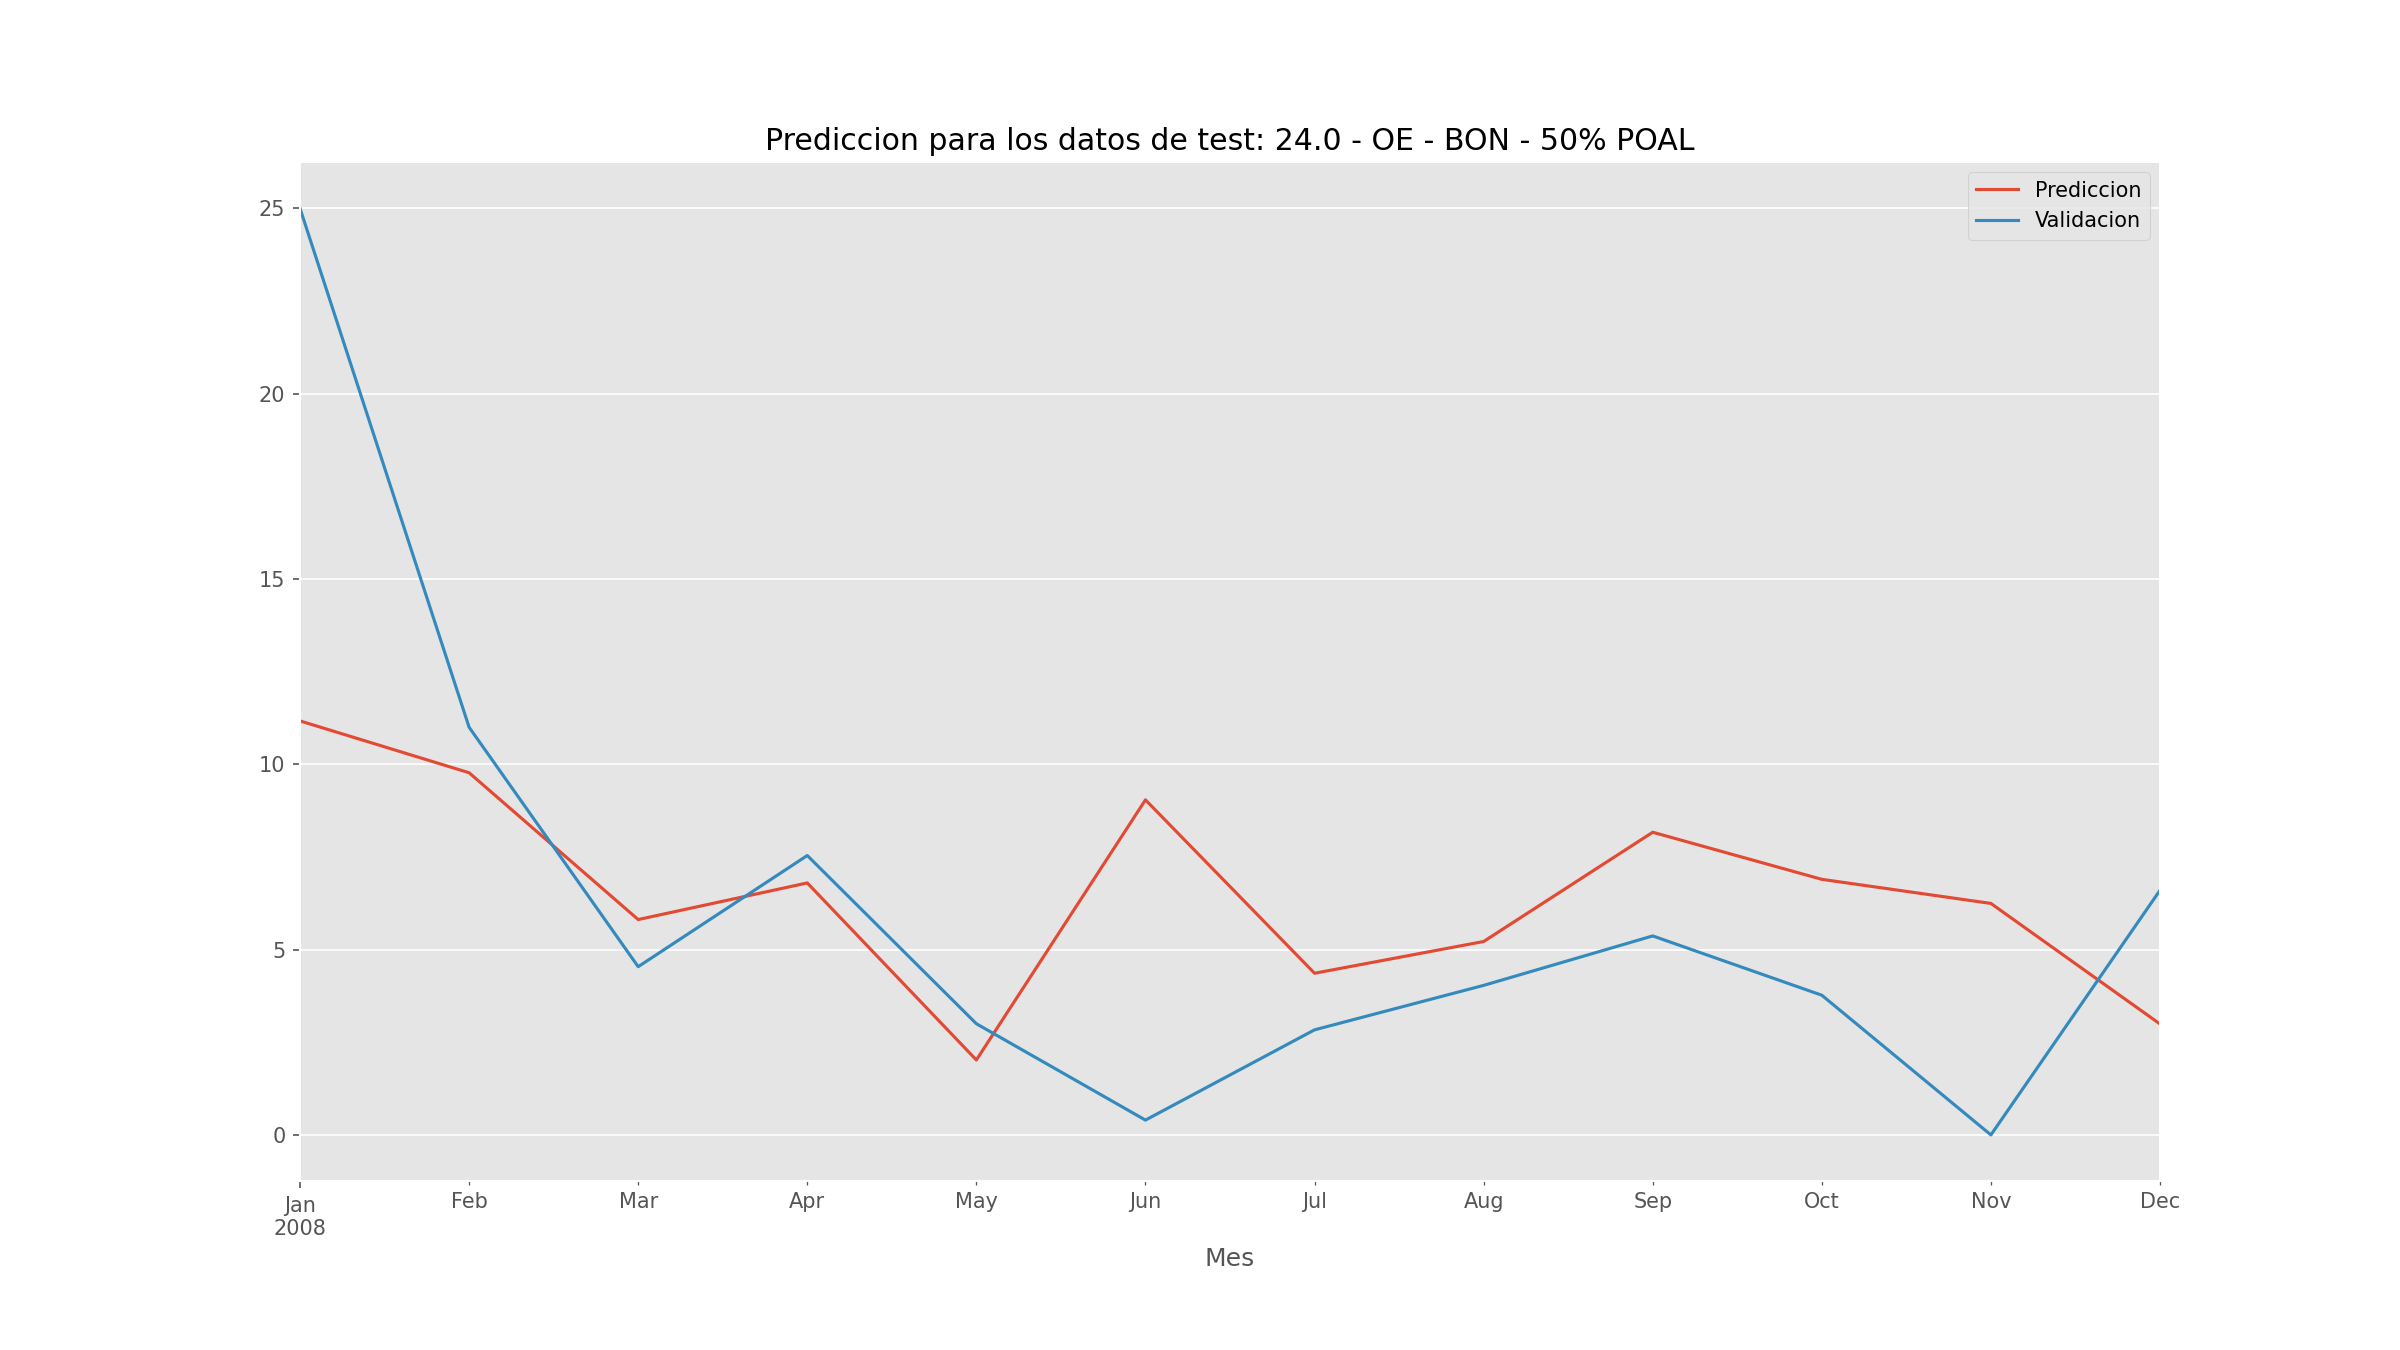 Prediccion para los datos de test: 24.0 - OE - BON - 50% POAL
Prediccion
Validacion
25
20
15
10
5
0
Jan
2008
Feb
Mar
Apr
May
Jun
Jul
Aug
Sep
Oct
Nov
Dec
Mes